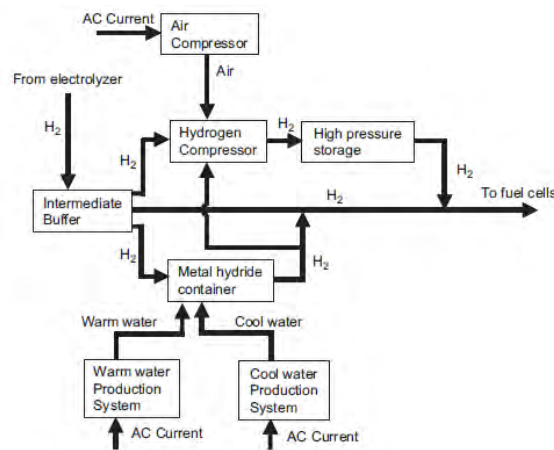 AC Current
Air
Compressor
Air
From electrolyzer
H2
Hydrogen
Compressor
H2
High pressure
storage
H2
H2
H2
To fuel cells
Intermediate
Buffer
H2
H2
Metal hydride
container
Warm water
Cool water
Warm water
Production
System
Cool water
Production
System
AC Current
AC Current